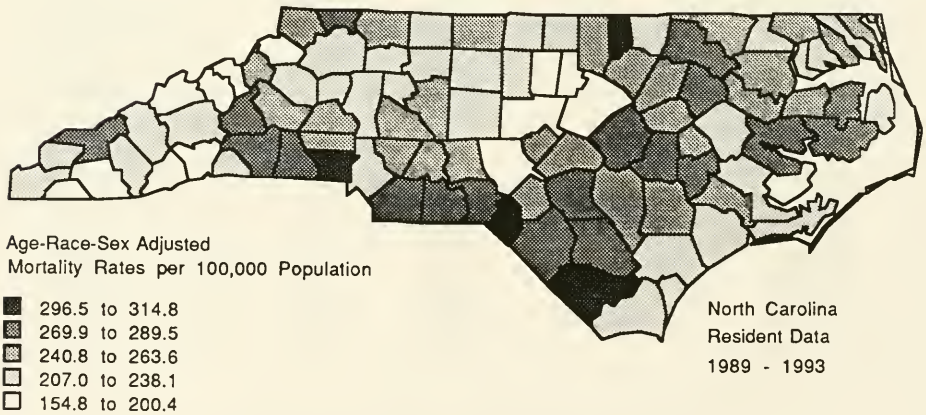 Age-Race-Sex Adjusted
Mortality Rates per 100,000 Population
296.5 to 314.8
269.9 to 289.5
240.8 to 263.6
207.0 to 238.1
154.8 to 200.4
North Carolina
Resident Data
1989 - 1993